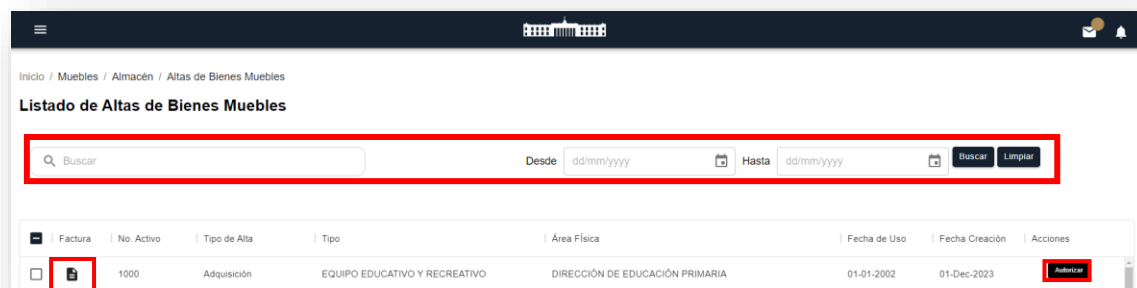 Inicio / Muebles / Almacén / Altas de Bienes Muebles
Listado de Altas de Bienes Muebles
Buscar Desde dd/mm/yyyy Hasta dd/mm/yyyy Buscar Limpiar
Factura No. Activo Tipo de Alta Tipo Área Física Fecha de Uso Fecha Creación Acciones
1000 Adquisición EQUIPO EDUCATIVO Y RECREATIVO DIRECCIÓN DE EDUCACIÓN PRIMARIA 01-01-2002 01-Dec-2023 Autorizar